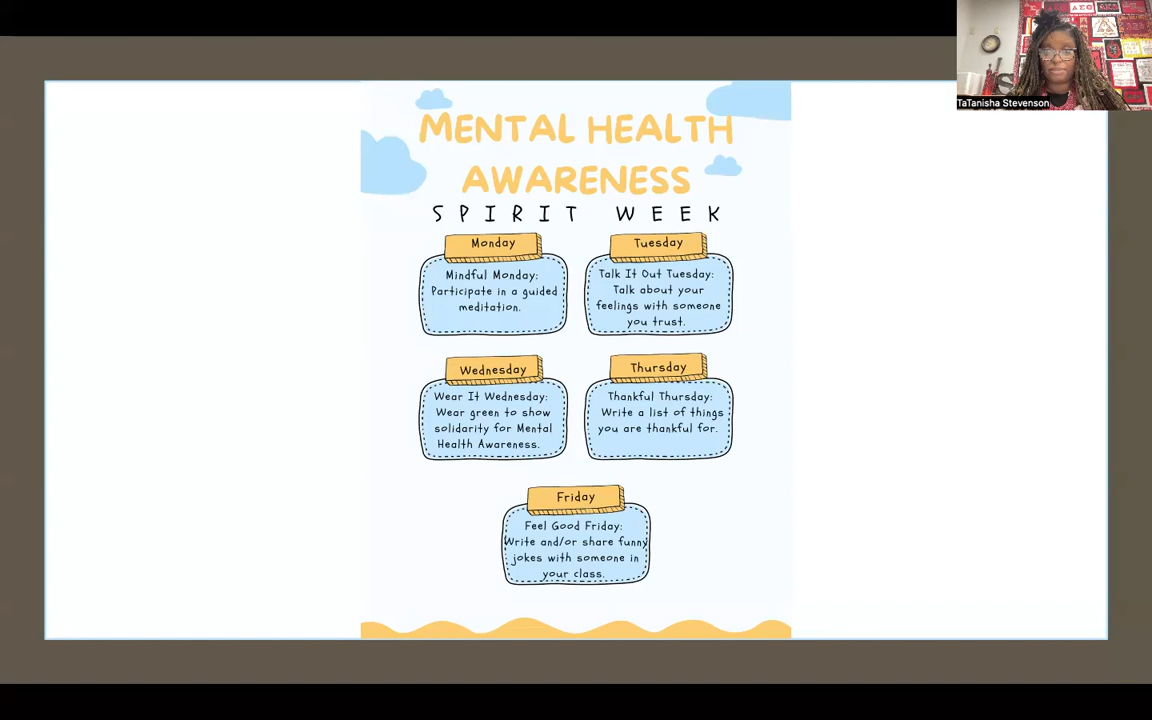 TaTanisha Stevenson
MENTAL HEALTH
AWARENESS
SPIRIT WEEK
Monday
Mindful Monday:
Participate in a guided
meditation.
Tuesday
Talk It Out Tuesday:
Talk about your
feelings with someone
you trust.
Wednesday
Wear It Wednesday:
Wear green to show
solidarity for Mental
Health Awareness.
Thursday
Thankful Thursday:
Write a list of things
you are thankful for.
Friday
Feel Good Friday:
Write and/or share funny
jokes with someone in
your class.